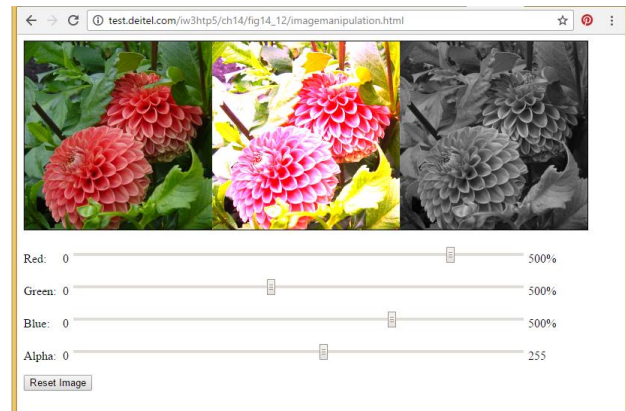 test.deitel.com/iw3htp5/ch14/fig14_12/imagemanipulation.html
Red: 0 500%
Green: 0 500%
Blue: 0 500%
Alpha: 0 255
Reset Image